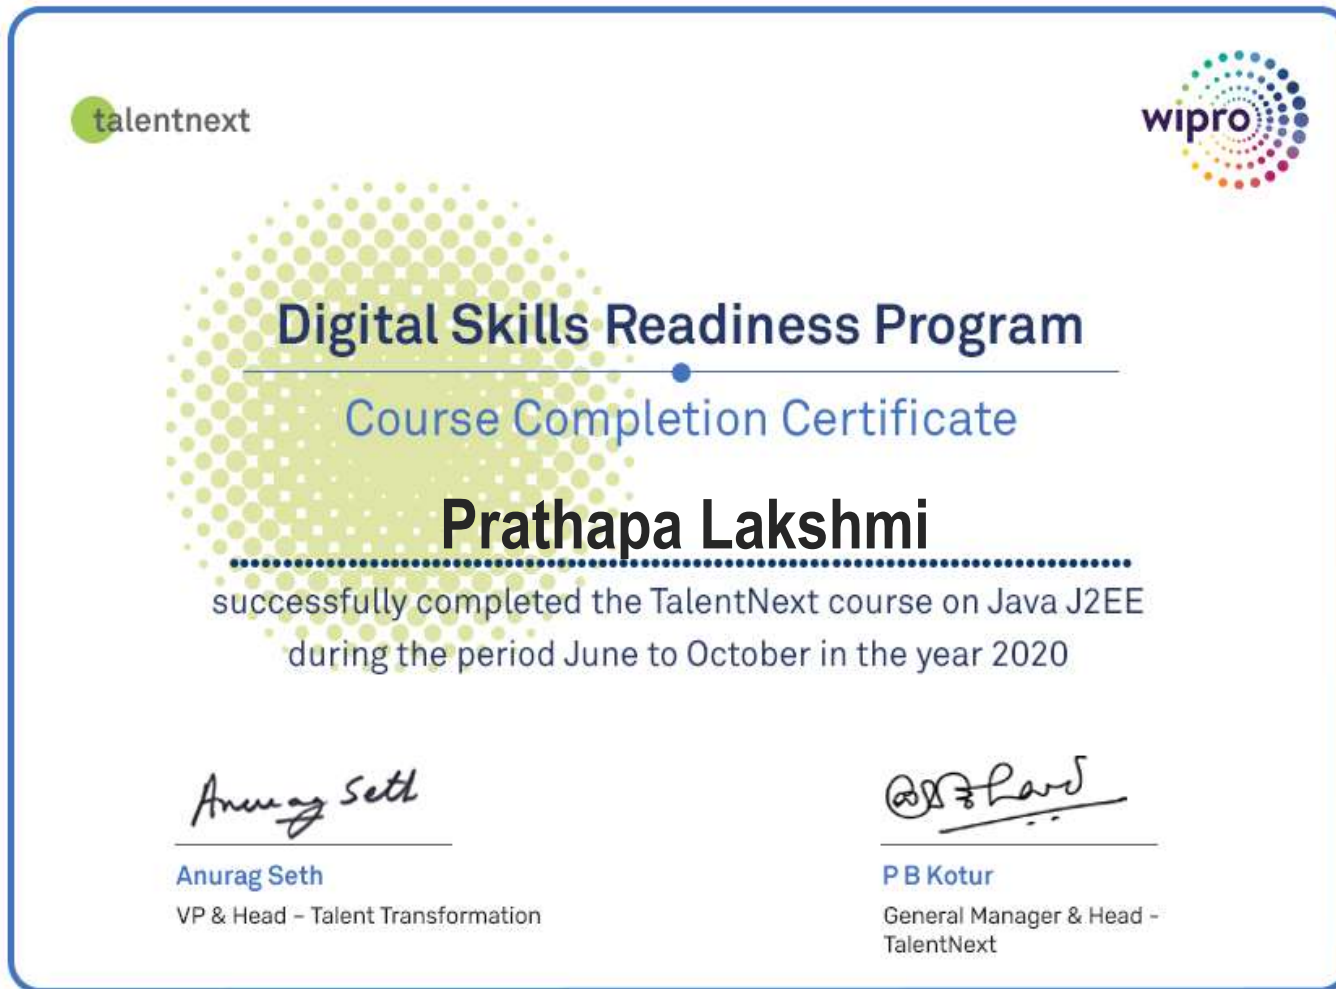 talentnext
wipro
Digital Skills Readiness Program
Course Completion Certificate
Prathapa Lakshmi
successfully completed the TalentNext course on Java J2EE
during the period June to October in the year 2020
Anurag Seth
Anurag Seth
VP & Head – Talent Transformation
P B Kotur
General Manager & Head -
TalentNext